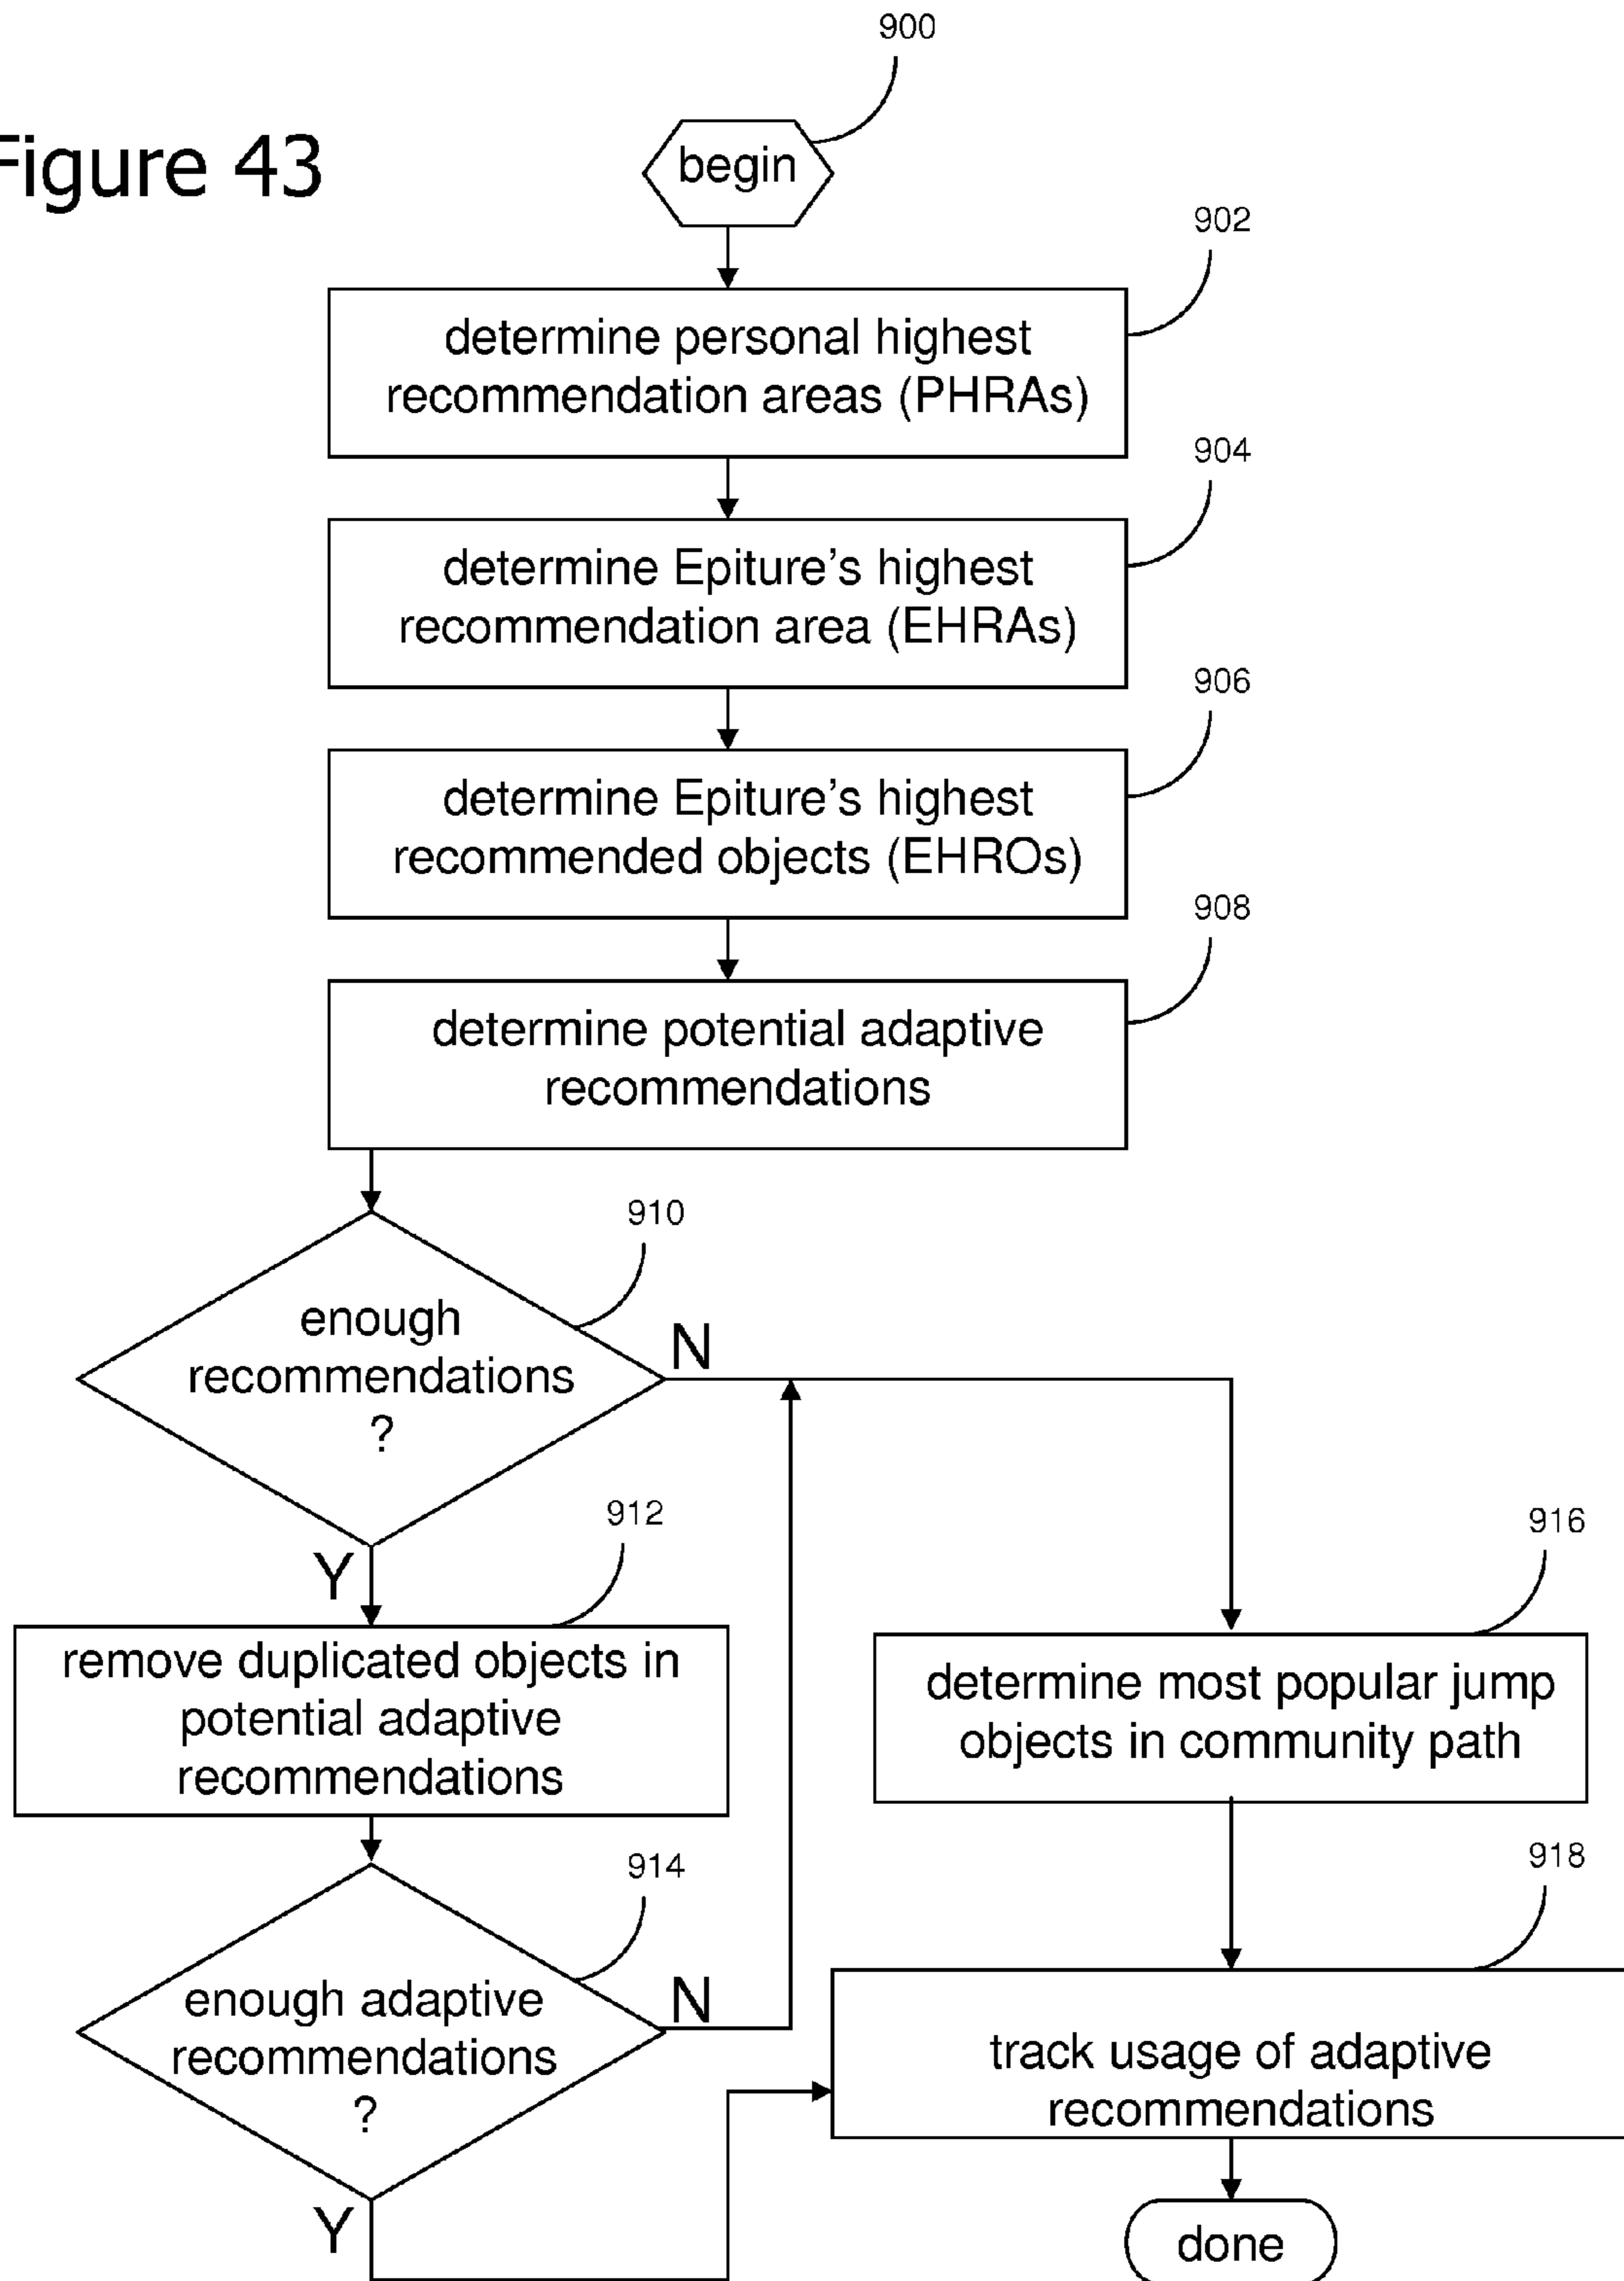 900
Figure 43
begin
902
determine personal highest
recommendation areas (PHRAs)
904
determine Epiture's highest
recommendation area (EHRAs)
906
determine Epiture's highest
recommended objects (EHROs)
908
determine potential adaptive
recommendations
910
enough
recommendations
?
N
Y
912
remove duplicated objects in
potential adaptive
recommendations
916
determine most popular jump
objects in community path
914
enough adaptive
recommendations
?
N
Y
918
track usage of adaptive
recommendations
done